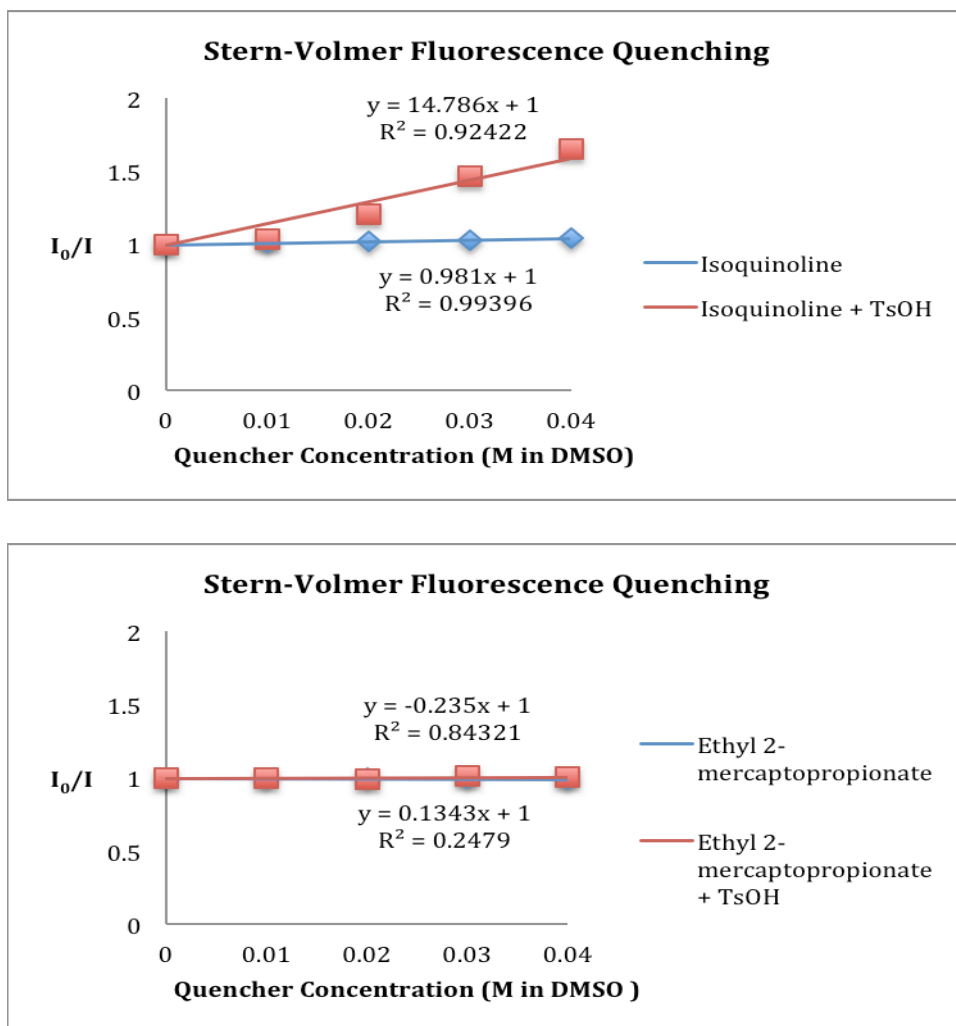 Stern-Volmer Fluorescence Quenching
y = 14.786x + 1
R² = 0.92422
2
1.5
1
0.5
0
I₀/I
y = 0.981x + 1
R² = 0.99396
Isoquinoline
Isoquinoline + TsOH
0 0.01 0.02 0.03 0.04
Quencher Concentration (M in DMSO)
Stern-Volmer Fluorescence Quenching
2
1.5
1
0.5
0
I₀/I
y = -0.235x + 1
R² = 0.84321
y = 0.1343x + 1
R² = 0.2479
Ethyl 2-
mercaptopropionate
Ethyl 2-
mercaptopropionate
+ TsOH
0 0.01 0.02 0.03 0.04
Quencher Concentration (M in DMSO )